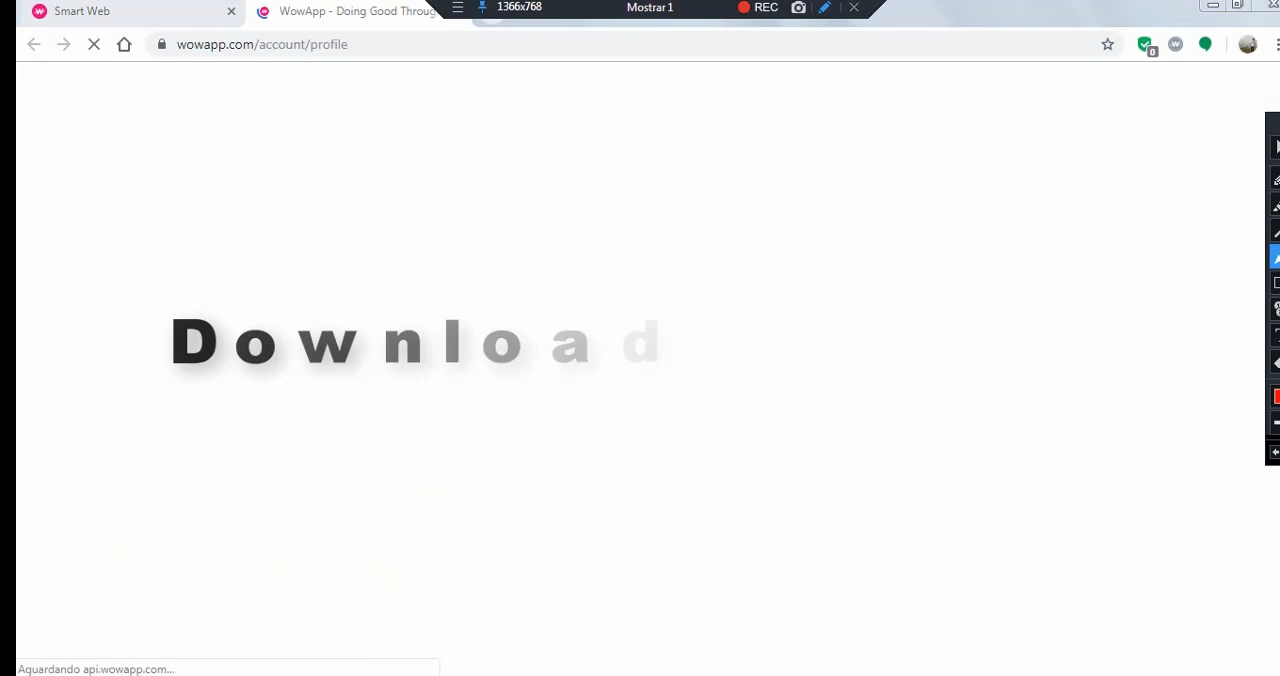 1366x768 Mostrar 1 REC
Smart Web WowApp - Doing Good Throug
wowapp.com/account/profile
0
Download
Aguardando api.wowapp.com...